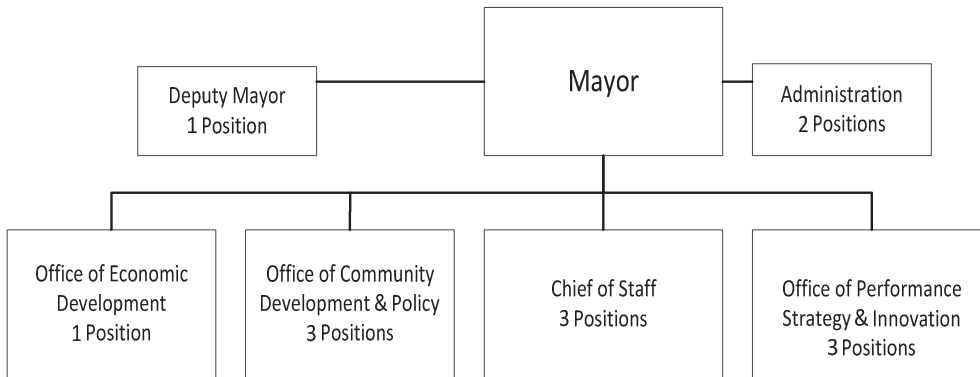 Mayor
Deputy Mayor
1 Position
Administration
2 Positions
Office of Economic
Development
1 Position
Office of Community
Development & Policy
3 Positions
Chief of Staff
3 Positions
Office of Performance
Strategy & Innovation
3 Positions